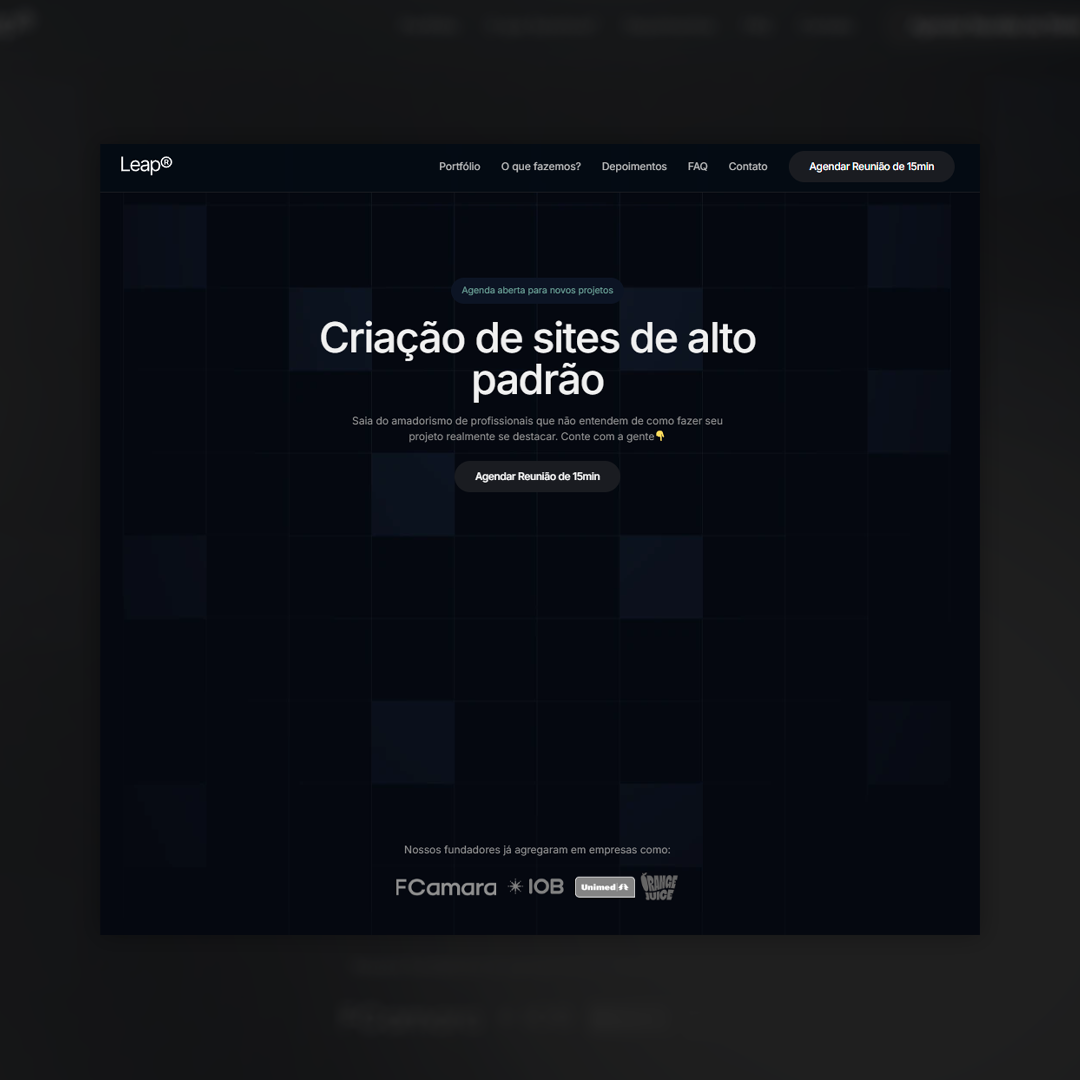 Leap®
Portfólio
O que fazemos?
Depoimentos
FAQ
Contato
Agendar Reunião de 15min
Agenda aberta para novos projetos
Criação de sites de alto
padrão
Saia do amadorismo de profissionais que não entendem de como fazer seu
projeto realmente se destacar. Conte com a gente👇
Agendar Reunião de 15min
Nossos fundadores já agregaram em empresas como:
FCamara
IOB
Unimed
ORANGE
JUICE